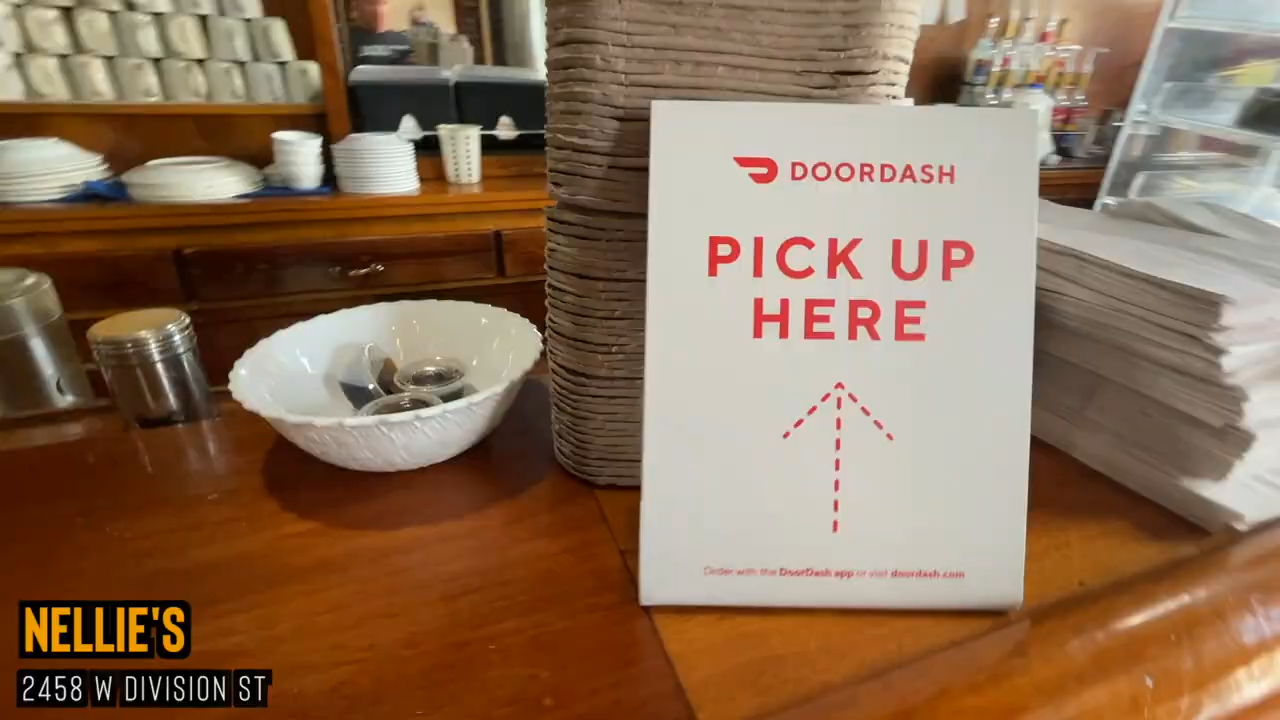 DOORDASH
PICK UP
HERE
Order with the DoorDash app or visit doordash.com
NELLIE'S
2458 W DIVISION ST